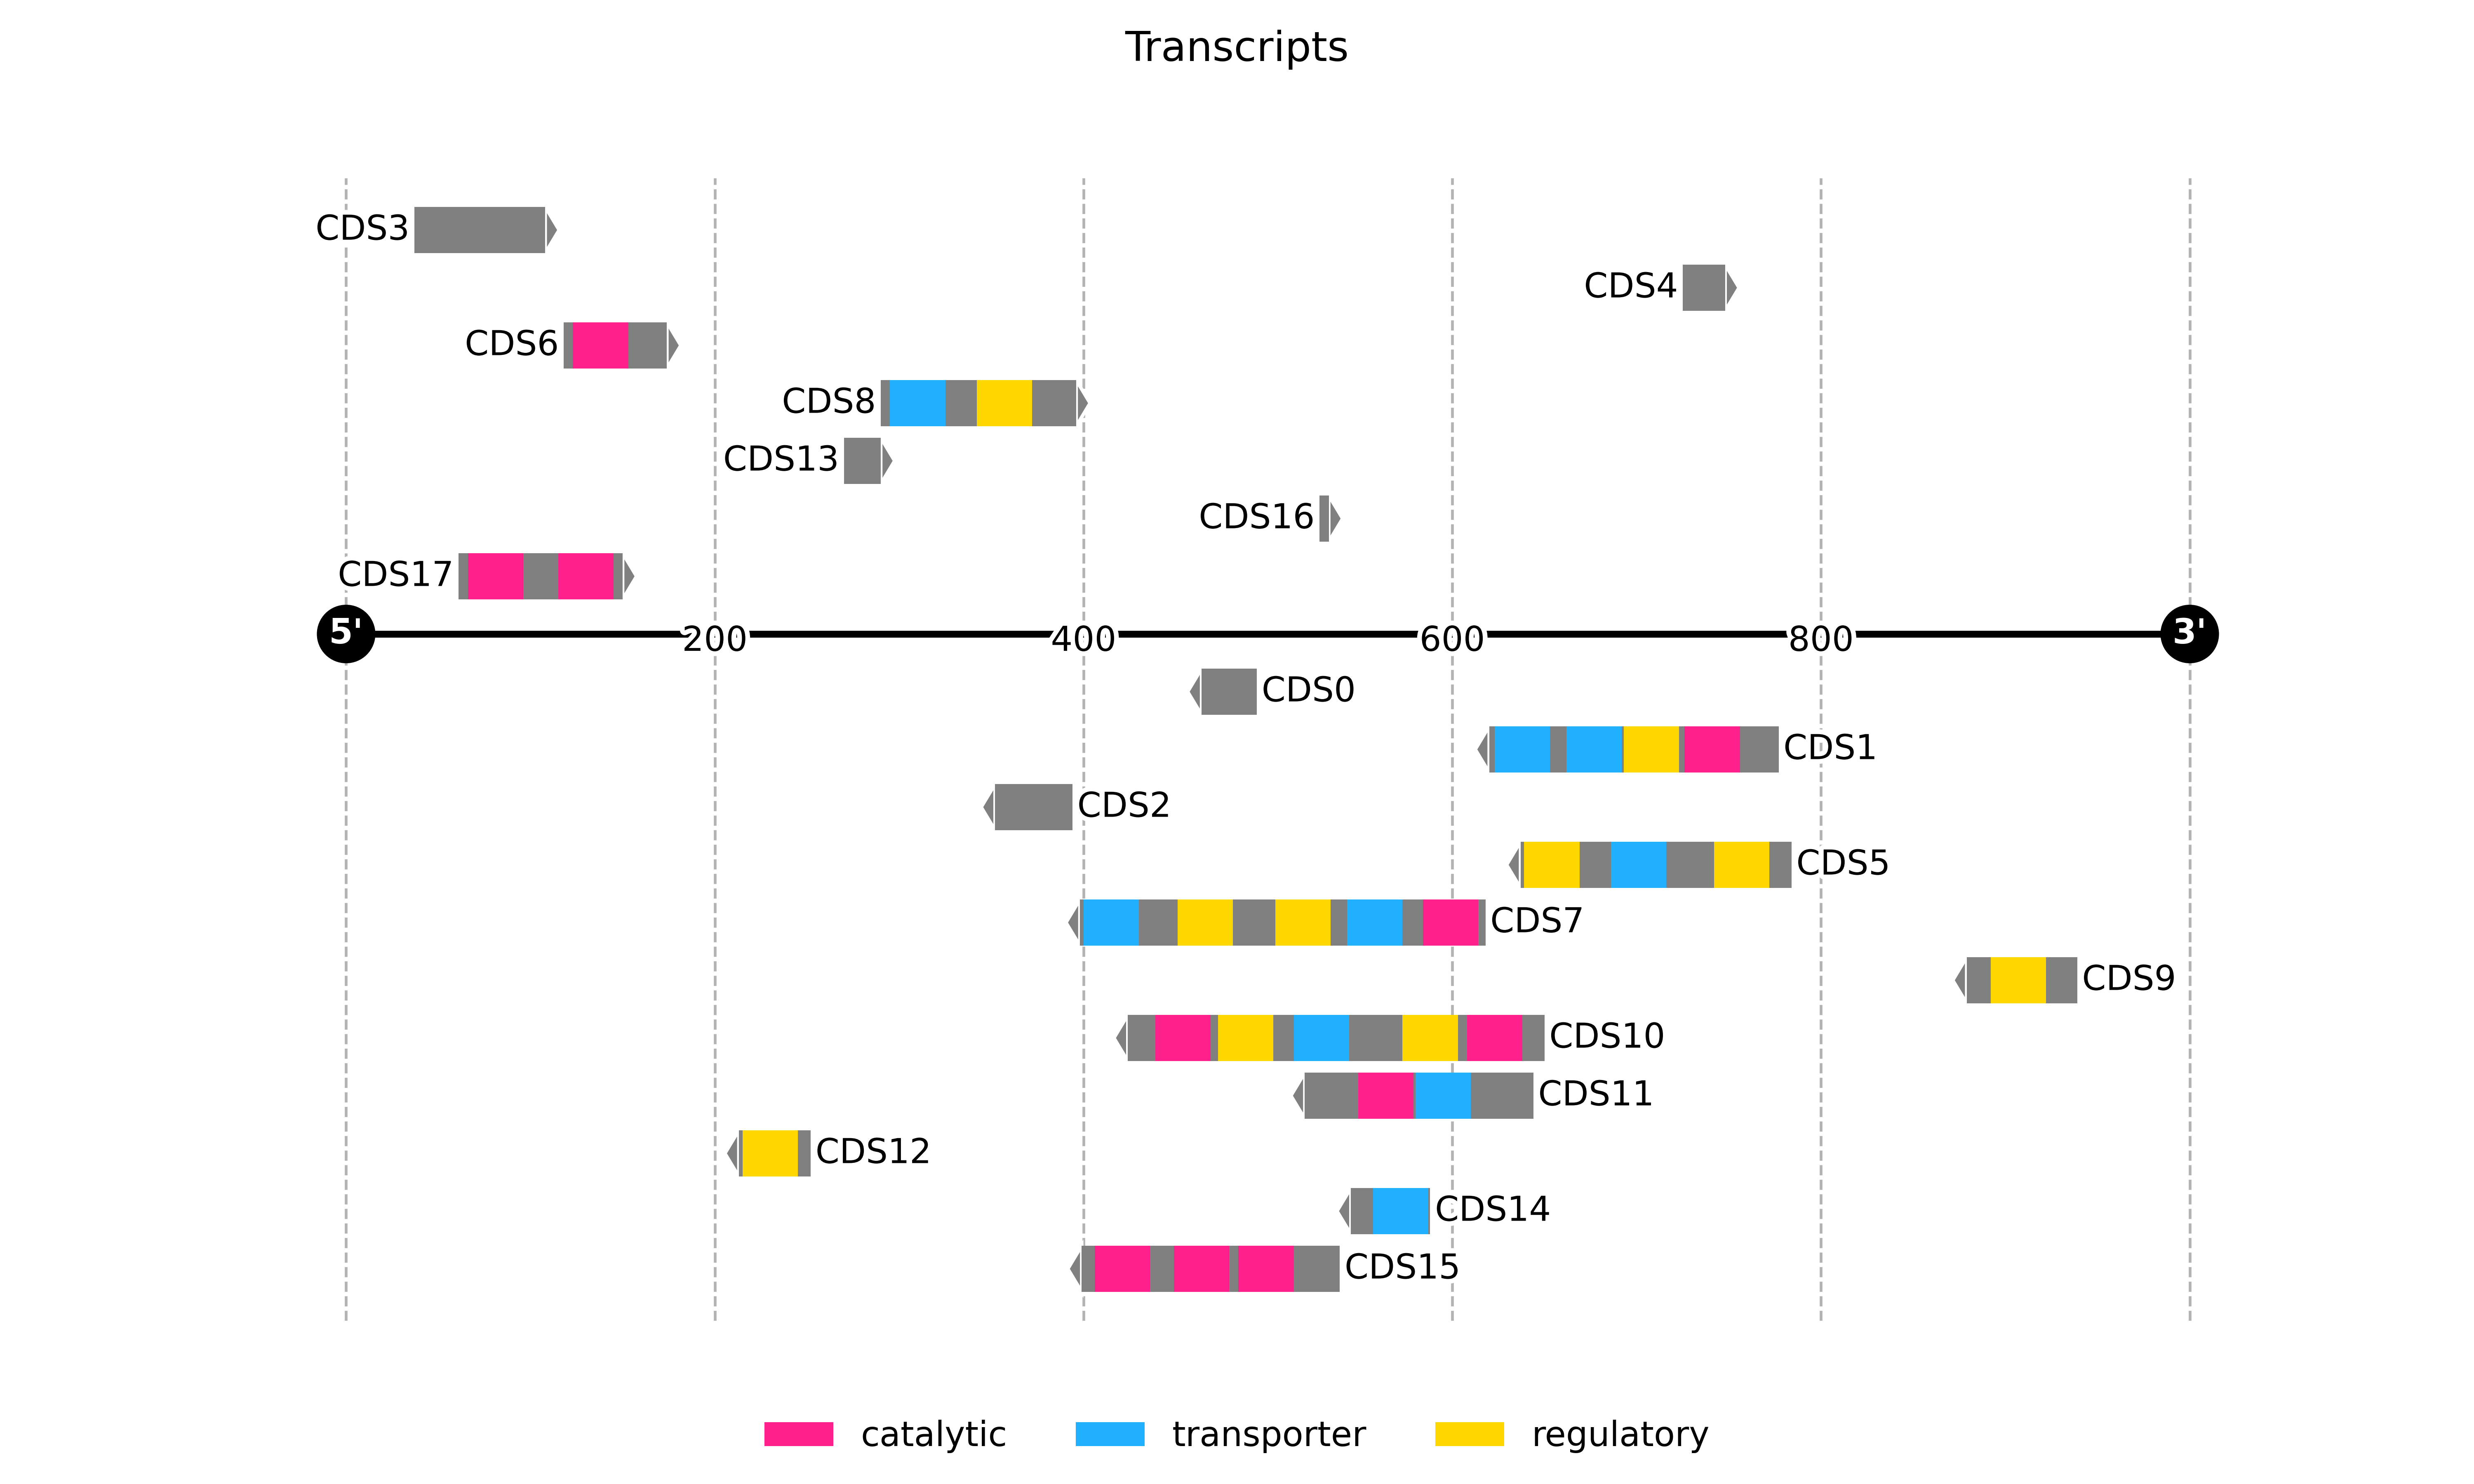 Transcripts
CDS3
CDS4
CDS6
CDS8
CDS13
CDS16
CDS17
5' 200 400 600 800 3'
CDS0
CDS1
CDS2
CDS5
CDS7
CDS9
CDS10
CDS11
CDS12
CDS14
CDS15
catalytic transporter regulatory